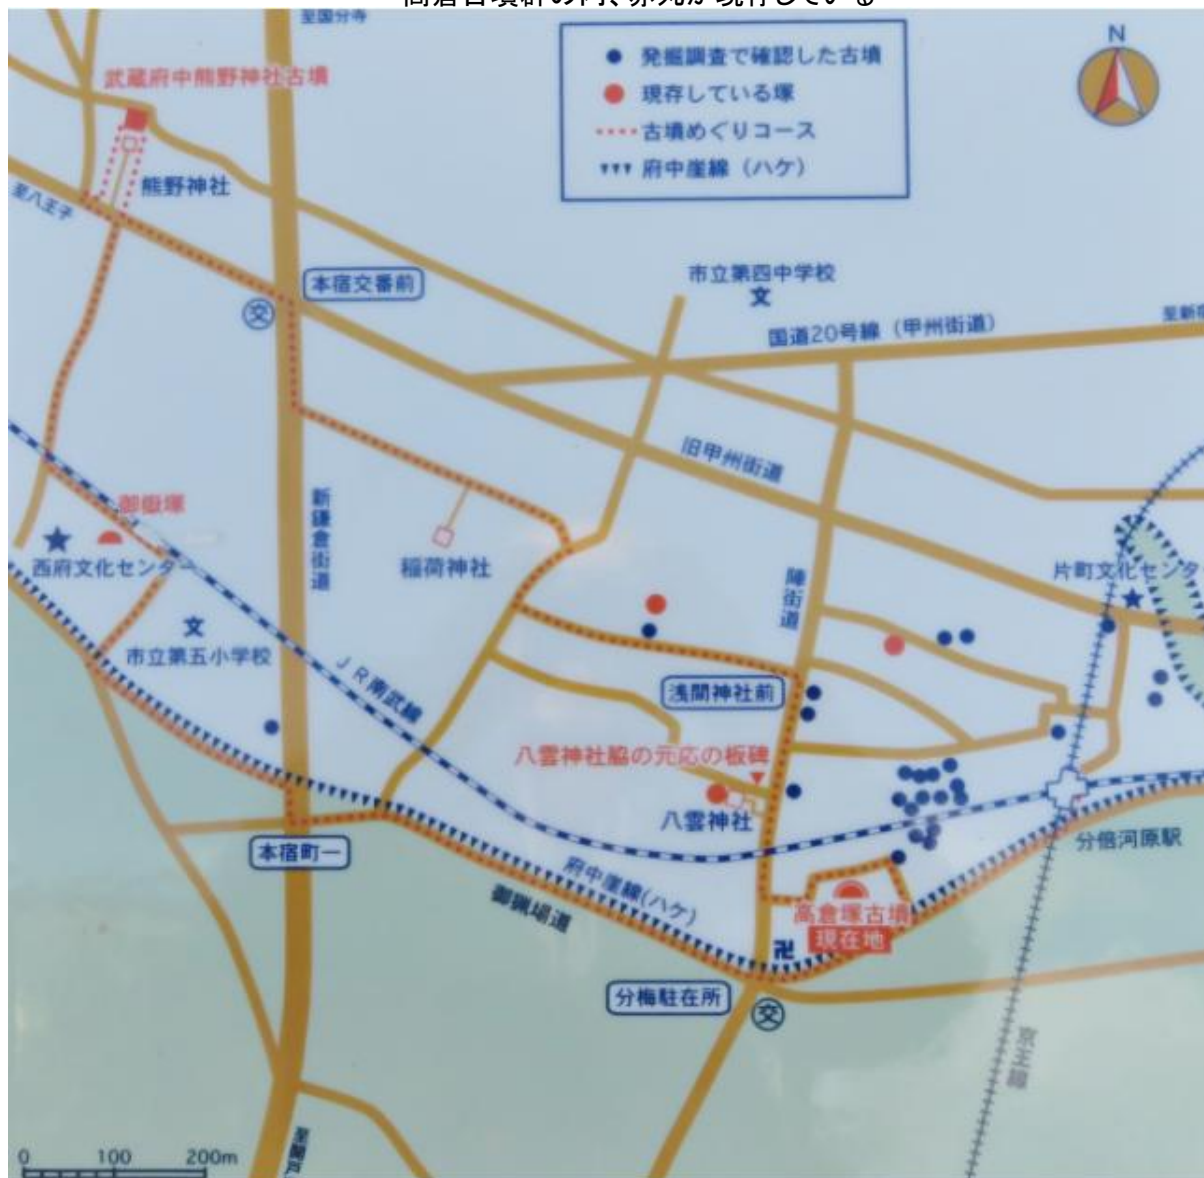 高倉古墳群の内、赤丸が現存している
至国分寺
発掘調査で確認した古墳
現存している塚
古墳めぐりコース
府中崖線（ハケ）
N
武蔵府中熊野神社古墳
熊野神社
至八王子
本宿交番前
交
市立第四中学校
文
国道20号線（甲州街道）
至新宿
旧甲州街道
御嶽塚
西府文化センター
新鎌倉街道
稲荷神社
陣街道
片町文化センター
文
市立第五小学校
JR南武線
浅間神社前
八雲神社脇の元応の板碑
八雲神社
本宿町一
府中崖線(ハケ)
御猟場道
分倍河原駅
高倉塚古墳
現在地
卍
分梅駐在所
交
京王線
至関戸
0 100 200m